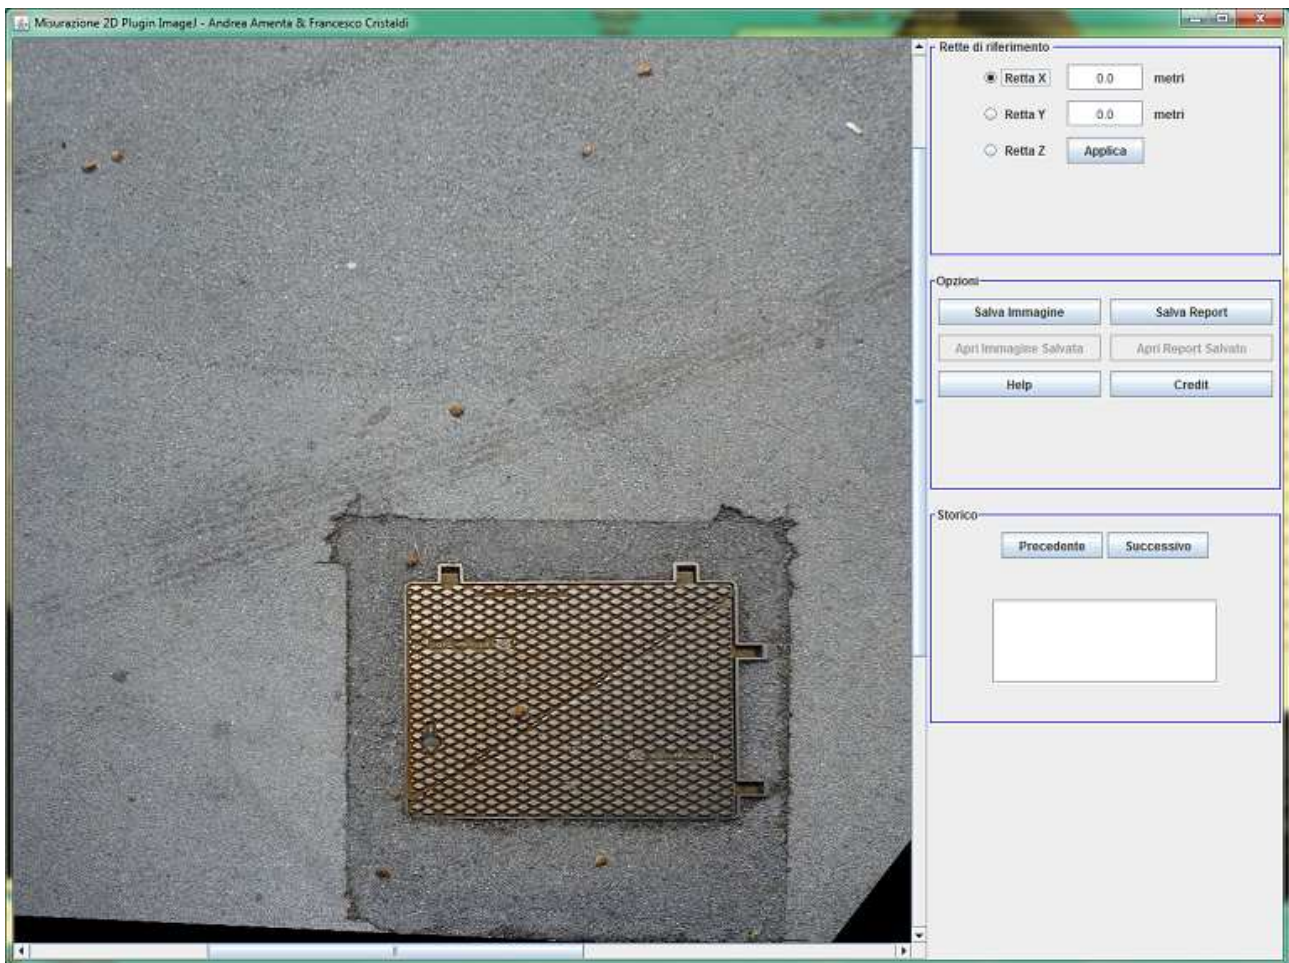 Misurazione 2D Plugin ImageJ - Andrea Amenta & Francesco Cristaldi
Rette di riferimento
Retta X 0.0 metri
Retta Y 0.0 metri
Retta Z Applica
Opzioni
Salva Immagine Salva Report
Apri Immagine Salvata Apri Report Salvato
Help Credit
Storico
Precedente Successivo